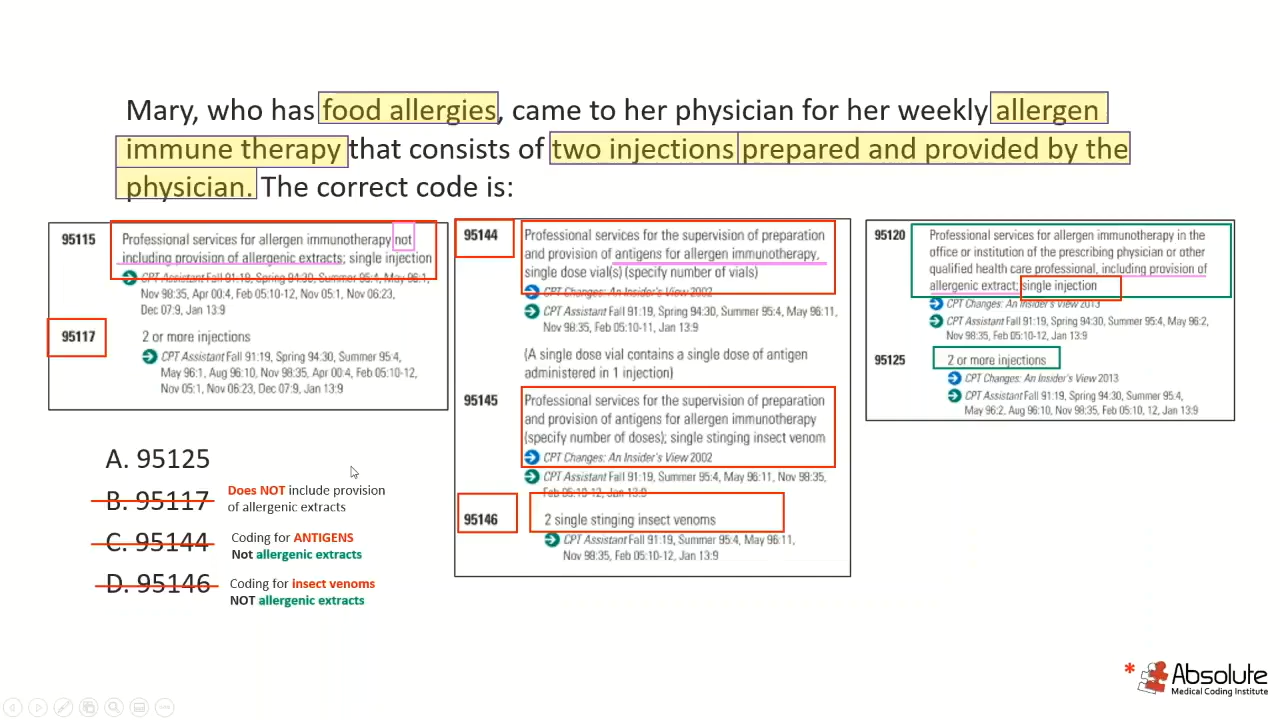 Mary, who has food allergies, came to her physician for her weekly allergen
immune therapy that consists of two injections prepared and provided by the
physician. The correct code is:
95115 Professional services for allergen immunotherapy not
including provision of allergenic extracts; single injection
CPT Assistant Fall 91:19, Spring 94:30, Summer 95:4, May 96:1,
Nov 98:35, Apr 00:4, Feb 05:10-12, Nov 05:1, Nov 06:23,
Dec 07:9, Jan 13:9
95117 2 or more injections
CPT Assistant Fall 91:19, Spring 94:30, Summer 95:4,
May 96:1, Aug 96:10, Nov 98:35, Apr 00:4, Feb 05:10-12,
Nov 05:1, Nov 06:23, Dec 07:9, Jan 13:9
95144 Professional services for the supervision of preparation
and provision of antigens for allergen immunotherapy,
single dose vial(s) (specify number of vials)
CPT Changes: An Insider's View 2002
CPT Assistant Fall 91:19, Spring 94:30, Summer 95:4, May 96:11,
Nov 98:35, Feb 05:10-11, Jan 13:9
(A single dose vial contains a single dose of antigen
administered in 1 injection)
95145 Professional services for the supervision of preparation
and provision of antigens for allergen immunotherapy
(specify number of doses); single stinging insect venom
CPT Changes: An Insider's View 2002
CPT Assistant Fall 91:19, Summer 95:4, May 96:11, Nov 98:35,
Feb 05:10-12, Jan 13:9
95146 2 single stinging insect venoms
CPT Assistant Fall 91:19, Summer 95:4, May 96:11,
Nov 98:35, Feb 05:10-12, Jan 13:9
95120 Professional services for allergen immunotherapy in the
office or institution of the prescribing physician or other
qualified health care professional, including provision of
allergenic extract; single injection
CPT Changes: An Insider's View 2013
CPT Assistant Fall 91:19, Spring 94:30, Summer 95:4, May 96:2,
Nov 98:35, Feb 05:10-12, Jan 13:9
95125 2 or more injections
CPT Changes: An Insider's View 2013
CPT Assistant Fall 91:19, Spring 94:30, Summer 95:4,
May 96:2, Aug 96:10, Nov 98:35, Feb 05:10, 12, Jan 13:9
A. 95125
B. 95117 Does NOT include provision
of allergenic extracts
C. 95144 Coding for ANTIGENS
Not allergenic extracts
D. 95146 Coding for insect venoms
NOT allergenic extracts
* Absolute
Medical Coding Institute